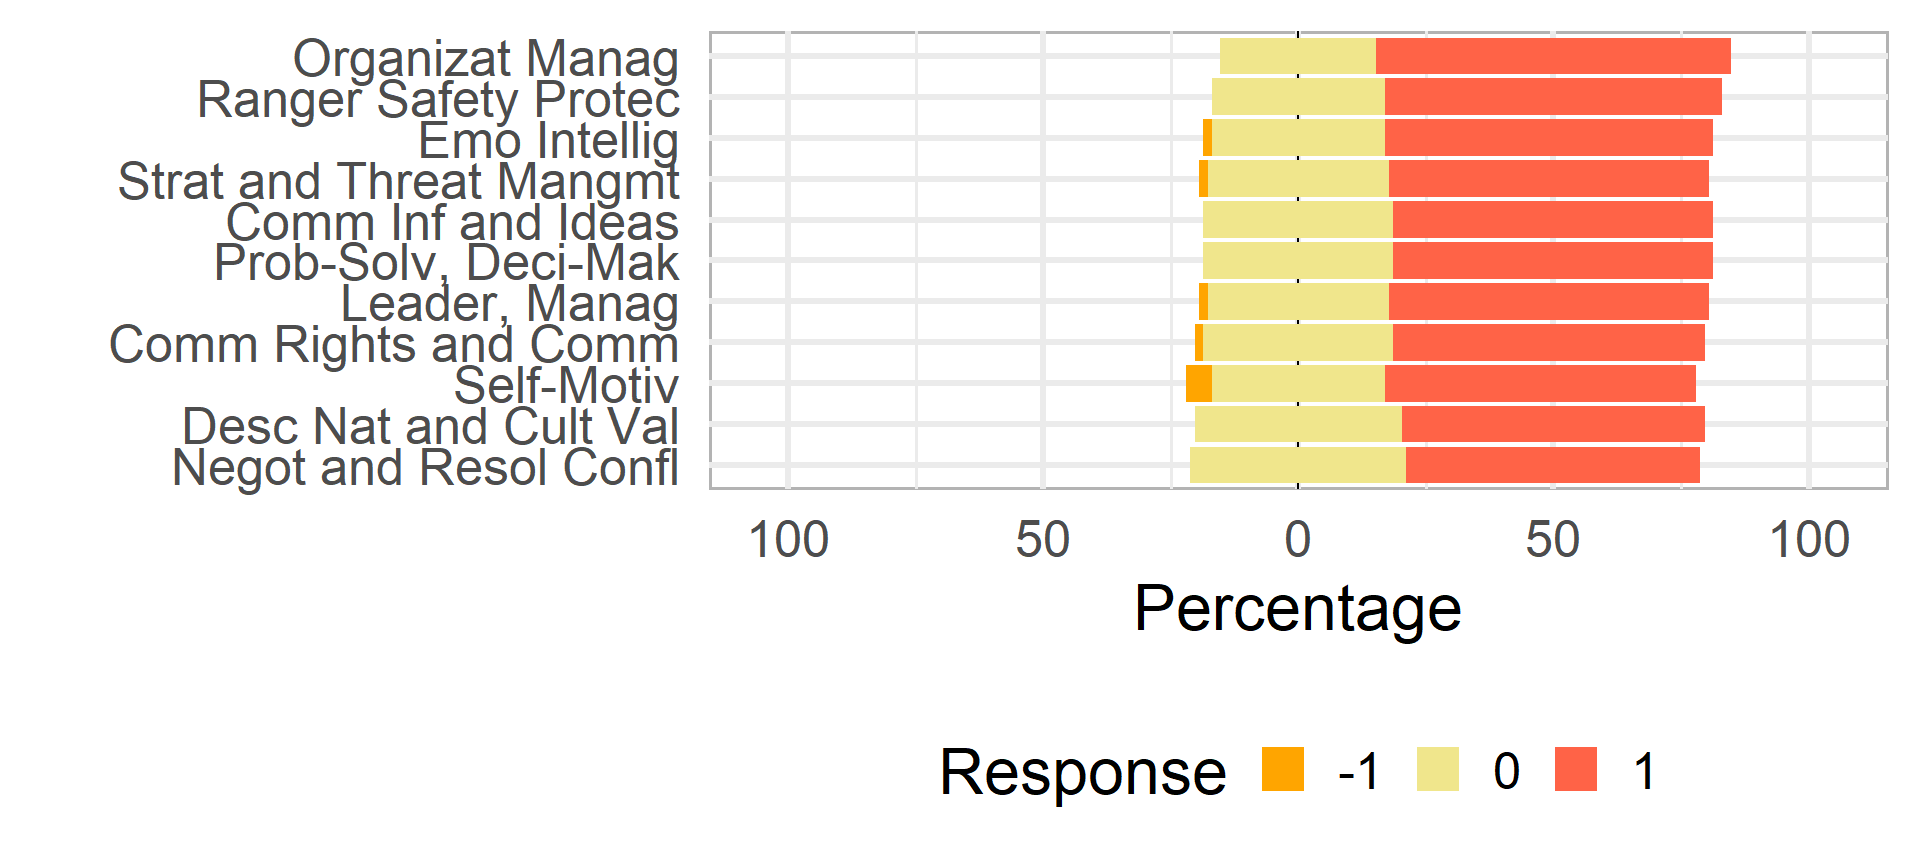 Organizat Manag
Ranger Safety Protec
Emo Intellig
Strat and Threat Mangmt
Comm Inf and Ideas
Prob-Solv, Deci-Mak
Leader, Manag
Comm Rights and Comm
Self-Motiv
Desc Nat and Cult Val
Negot and Resol Confl
100 50 0 50 100
Percentage
Response -1 0 1